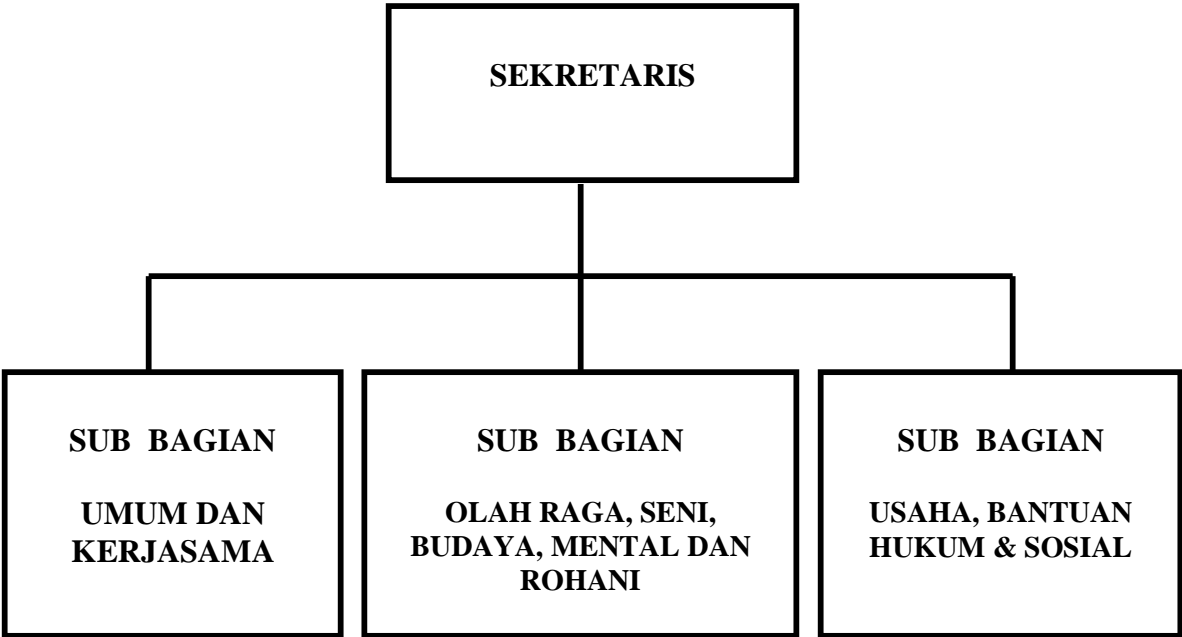 SEKRETARIS
SUB BAGIAN
UMUM DAN
KERJASAMA
SUB BAGIAN
OLAH RAGA, SENI,
BUDAYA, MENTAL DAN
ROHANI
SUB BAGIAN
USAHA, BANTUAN
HUKUM & SOSIAL